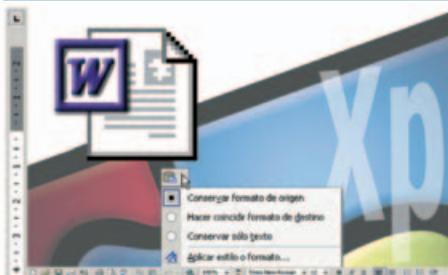 W
Xp
Conservar formato de origen
Hacer coincidir formato de destino
Conservar sólo texto
Aplicar estilo o formato...